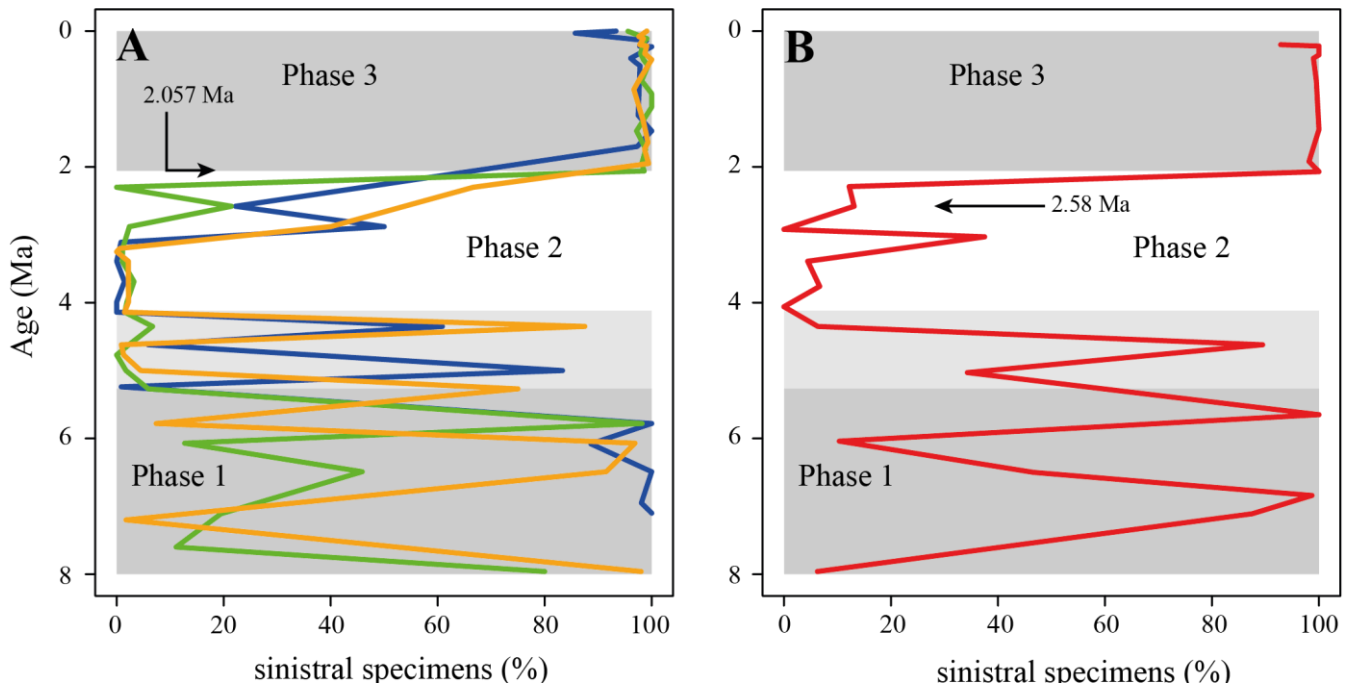 A
B
0
2
4
6
8
Age (Ma)
Phase 3
2.057 Ma
Phase 2
Phase 1
0 20 40 60 80 100
sinistral specimens (%)
0
2
4
6
8
Phase 3
2.58 Ma
Phase 2
Phase 1
0 20 40 60 80 100
sinistral specimens (%)